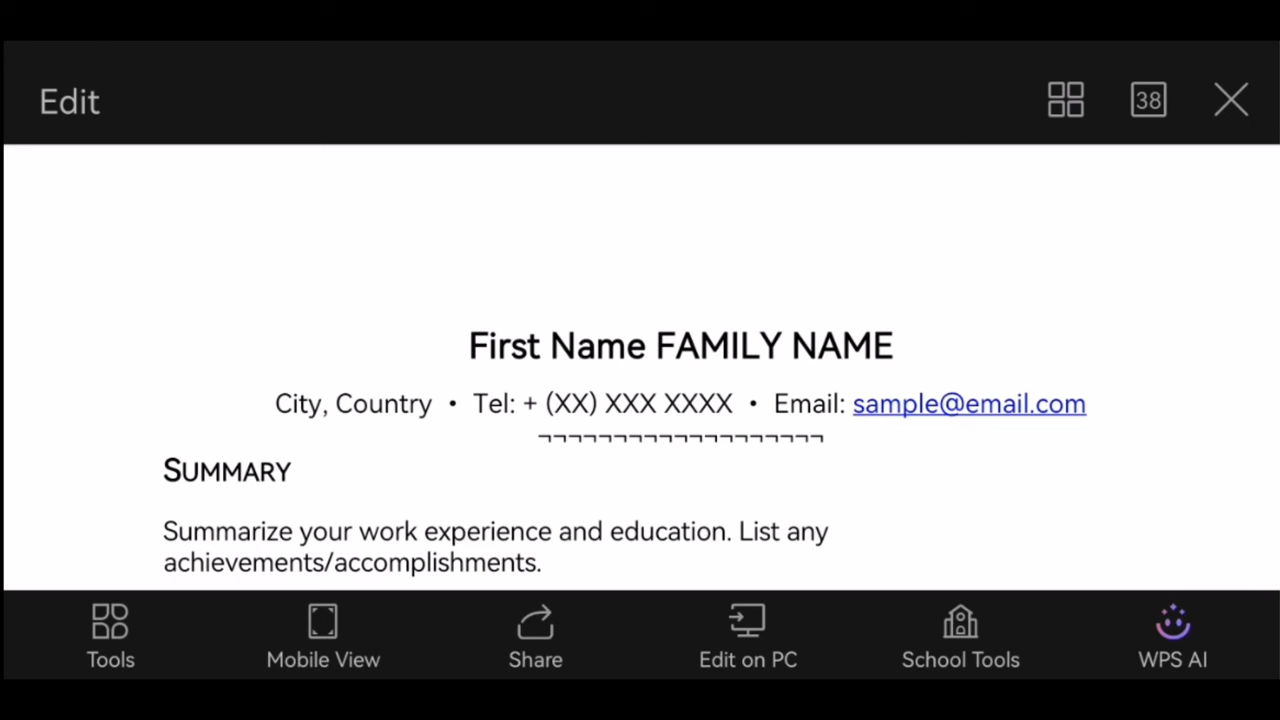 Edit
38
First Name FAMILY NAME
City, Country • Tel: + (XX) XXX XXXX • Email: sample@email.com
¬¬¬¬¬¬¬¬¬¬¬¬¬¬¬¬¬¬¬
SUMMARY
Summarize your work experience and education. List any
achievements/accomplishments.
Tools Mobile View Share Edit on PC School Tools WPS AI